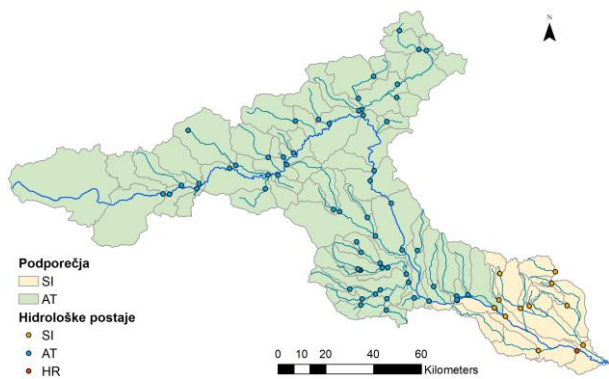 N
Podporečja
SI
AT
Hidrološke postaje
SI
AT
HR
0 10 20 40 60
Kilometers